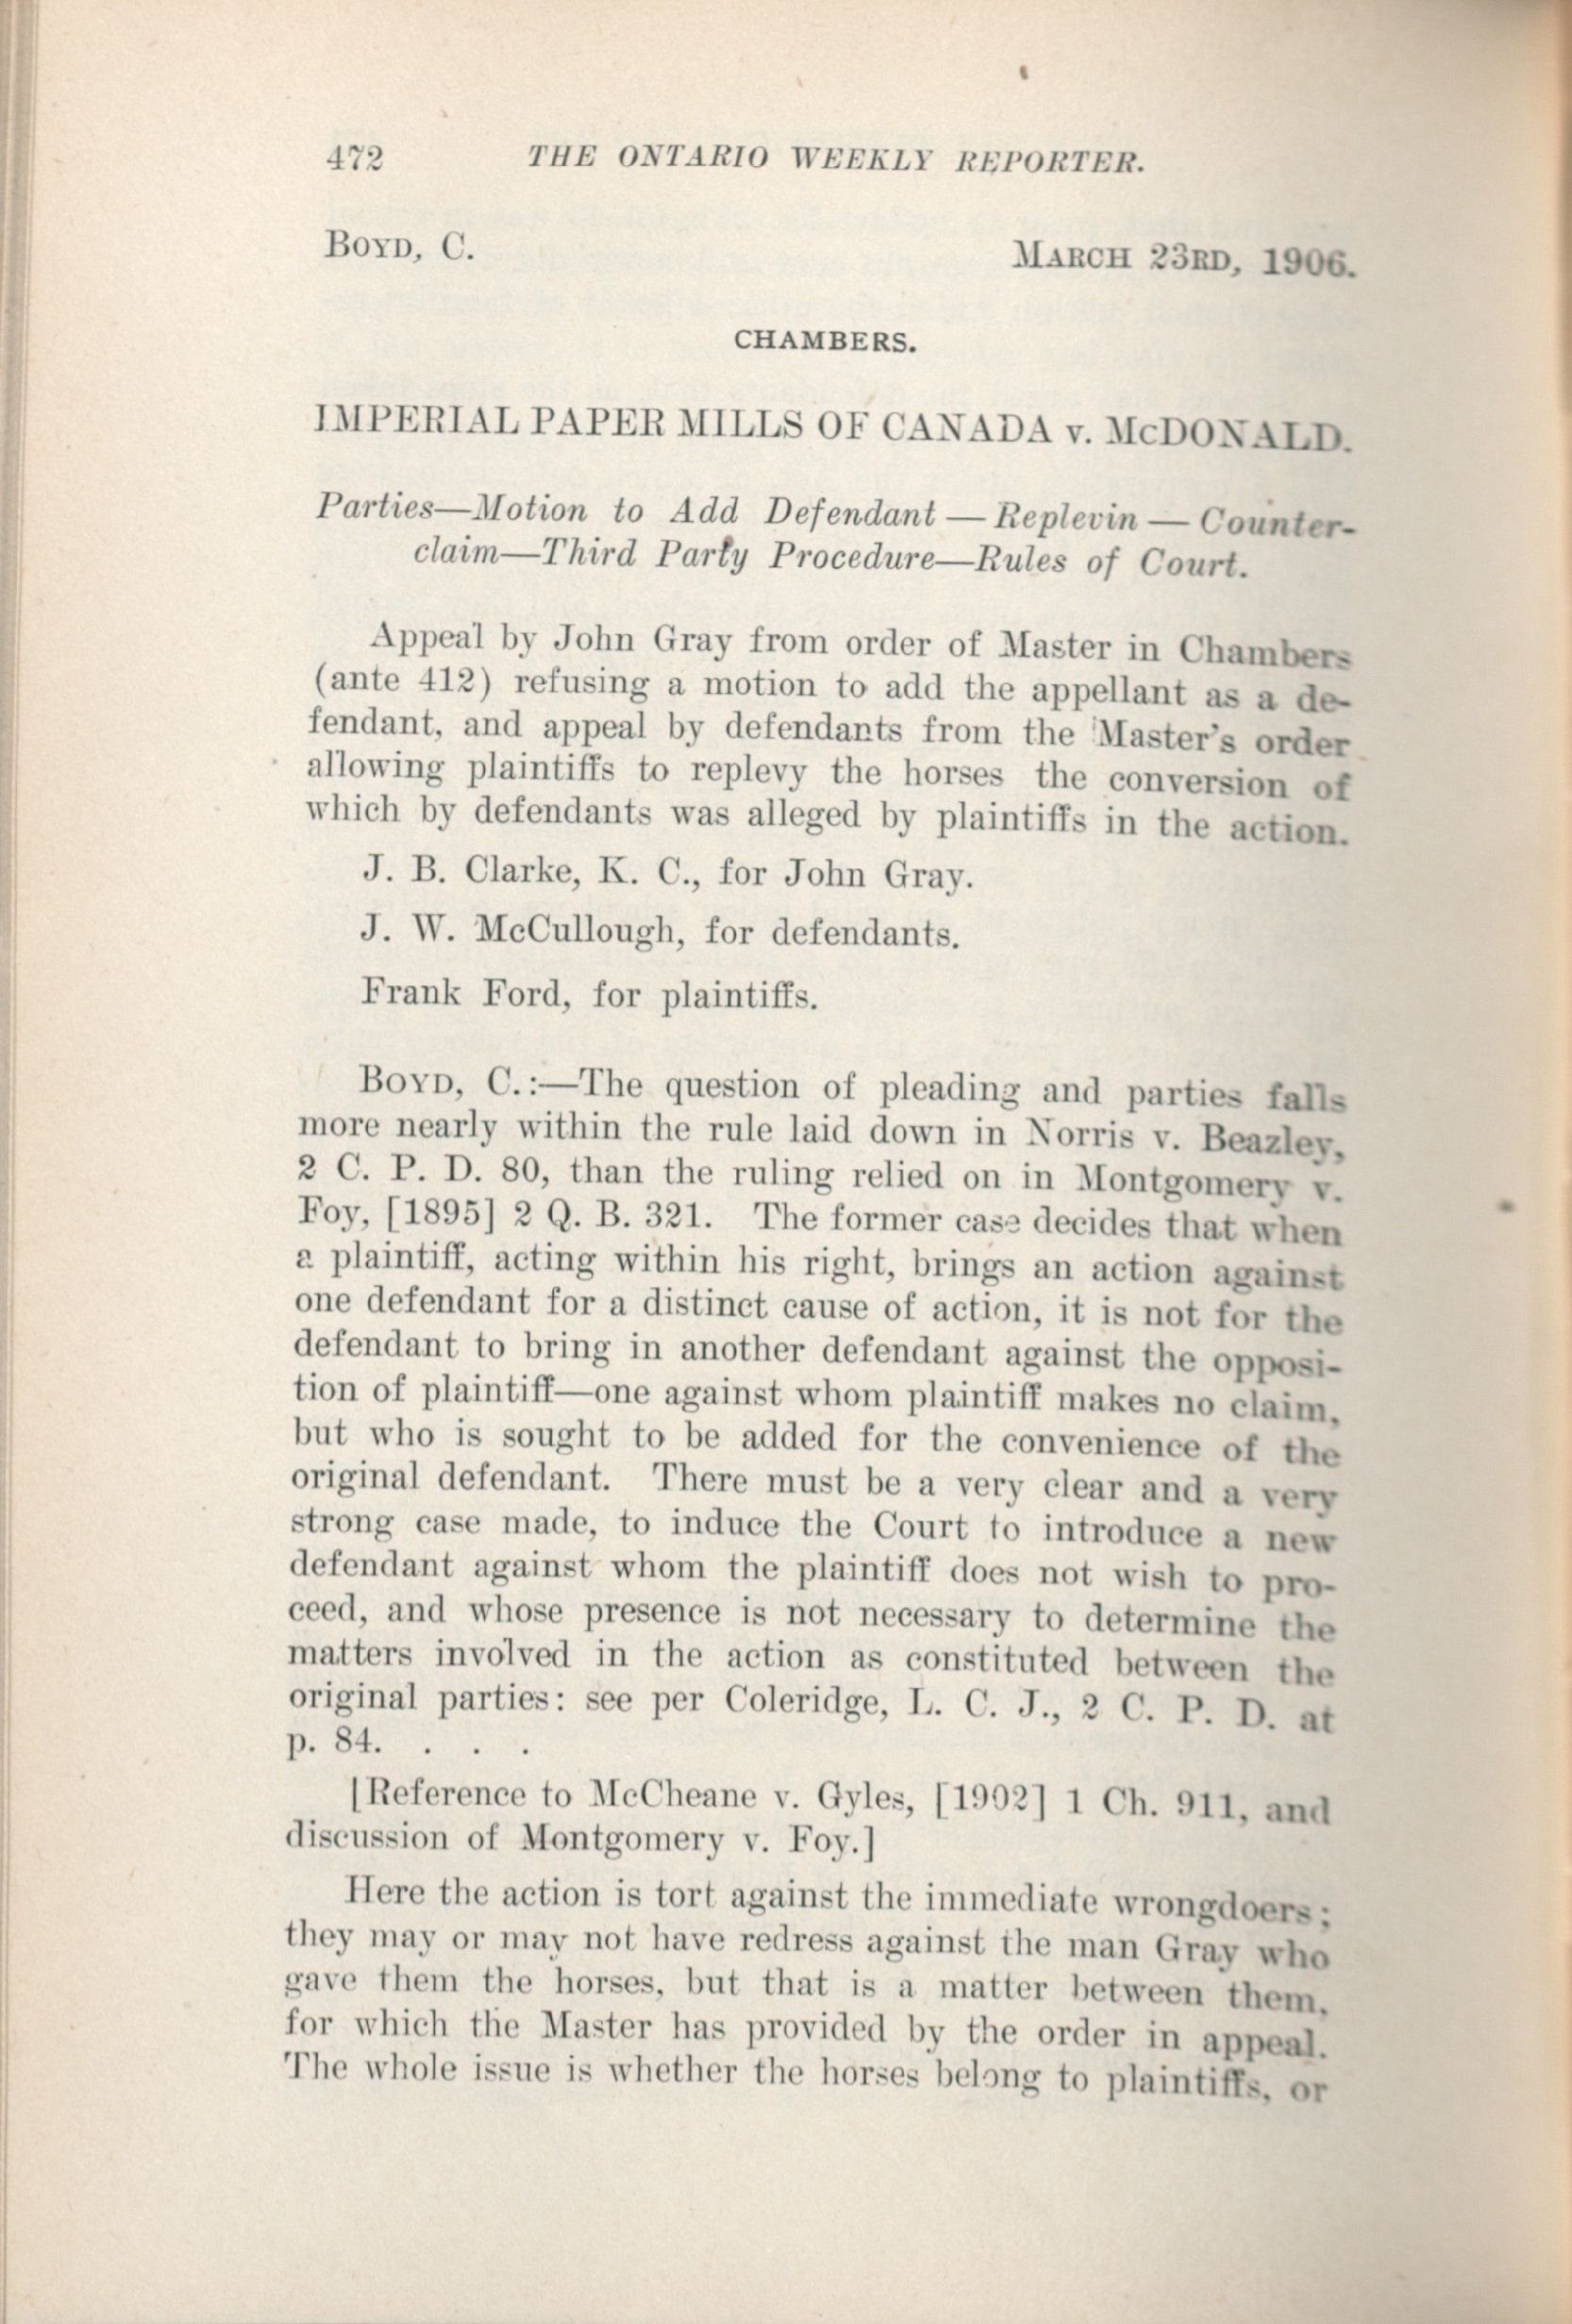 472 THE ONTARIO WEEKLY REPORTER.
BOYD, C. MARCH 23RD, 1906.
CHAMBERS.
IMPERIAL PAPER MILLS OF CANADA v. McDONALD.
Parties—Motion to Add Defendant — Replevin — Counter-
claim—Third Party Procedure—Rules of Court.
Appeal by John Gray from order of Master in Chambers
(ante 412) refusing a motion to add the appellant as a de-
fendant, and appeal by defendants from the Master's order
allowing plaintiffs to replevy the horses the conversion of
which by defendants was alleged by plaintiffs in the action.
J. B. Clarke, K. C., for John Gray.
J. W. McCullough, for defendants.
Frank Ford, for plaintiffs.
BOYD, C.:—The question of pleading and parties falls
more nearly within the rule laid down in Norris v. Beazley,
2 C. P. D. 80, than the ruling relied on in Montgomery v.
Foy, [1895] 2 Q. B. 321. The former case decides that when
a plaintiff, acting within his right, brings an action against
one defendant for a distinct cause of action, it is not for the
defendant to bring in another defendant against the opposi-
tion of plaintiff—one against whom plaintiff makes no claim,
but who is sought to be added for the convenience of the
original defendant. There must be a very clear and a very
strong case made, to induce the Court to introduce a new
defendant against whom the plaintiff does not wish to pro-
ceed, and whose presence is not necessary to determine the
matters involved in the action as constituted between the
original parties: see per Coleridge, L. C. J., 2 C. P. D. at
p. 84. . . .
[Reference to McCheane v. Gyles, [1902] 1 Ch. 911, and
discussion of Montgomery v. Foy.]
Here the action is tort against the immediate wrongdoers;
they may or may not have redress against the man Gray who
gave them the horses, but that is a matter between them,
for which the Master has provided by the order in appeal.
The whole issue is whether the horses belong to plaintiffs, or